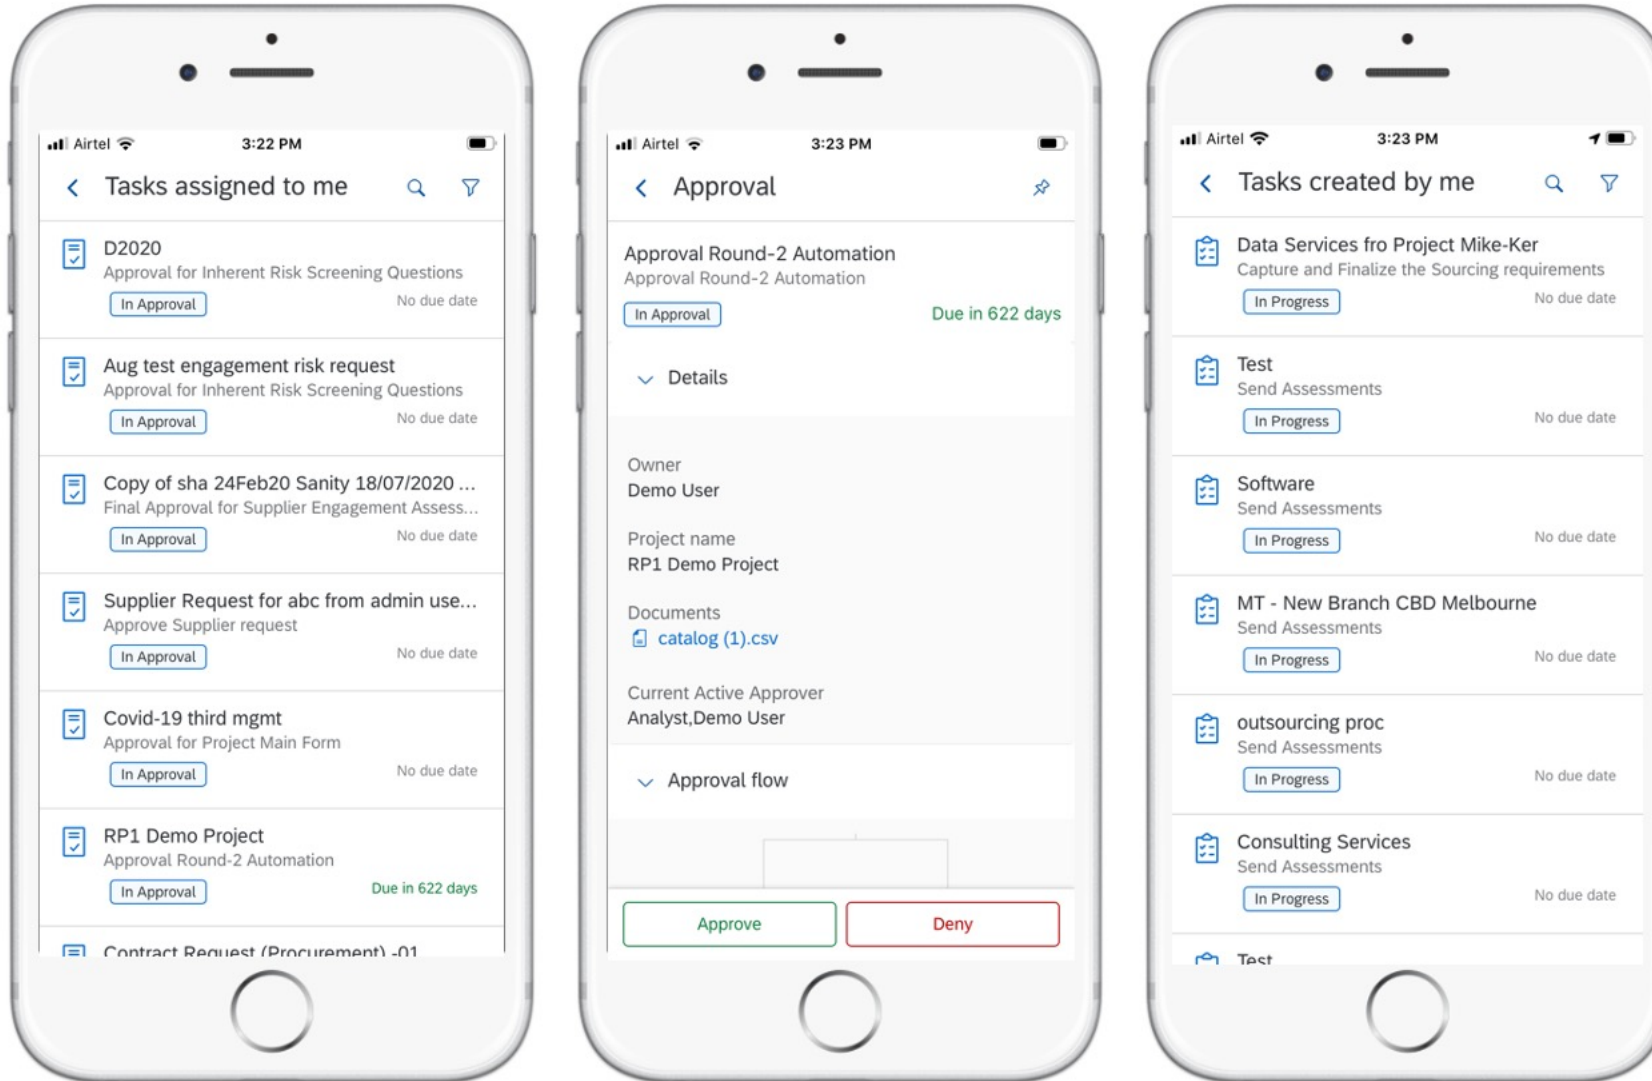 Airtel 3:22 PM
Tasks assigned to me
D2020
Approval for Inherent Risk Screening Questions
In Approval No due date
Aug test engagement risk request
Approval for Inherent Risk Screening Questions
In Approval No due date
Copy of sha 24Feb20 Sanity 18/07/2020 ...
Final Approval for Supplier Engagement Assess...
In Approval No due date
Supplier Request for abc from admin use...
Approve Supplier request
In Approval No due date
Covid-19 third mgmt
Approval for Project Main Form
In Approval No due date
RP1 Demo Project
Approval Round-2 Automation
In Approval Due in 622 days
Contract Request (Procurement) -01
Airtel 3:23 PM
Approval
Approval Round-2 Automation
Approval Round-2 Automation
In Approval Due in 622 days
Details
Owner
Demo User
Project name
RP1 Demo Project
Documents
catalog (1).csv
Current Active Approver
Analyst,Demo User
Approval flow
Approve Deny
Airtel 3:23 PM
Tasks created by me
Data Services fro Project Mike-Ker
Capture and Finalize the Sourcing requirements
In Progress No due date
Test
Send Assessments
In Progress No due date
Software
Send Assessments
In Progress No due date
MT - New Branch CBD Melbourne
Send Assessments
In Progress No due date
outsourcing proc
Send Assessments
In Progress No due date
Consulting Services
Send Assessments
In Progress No due date
Test